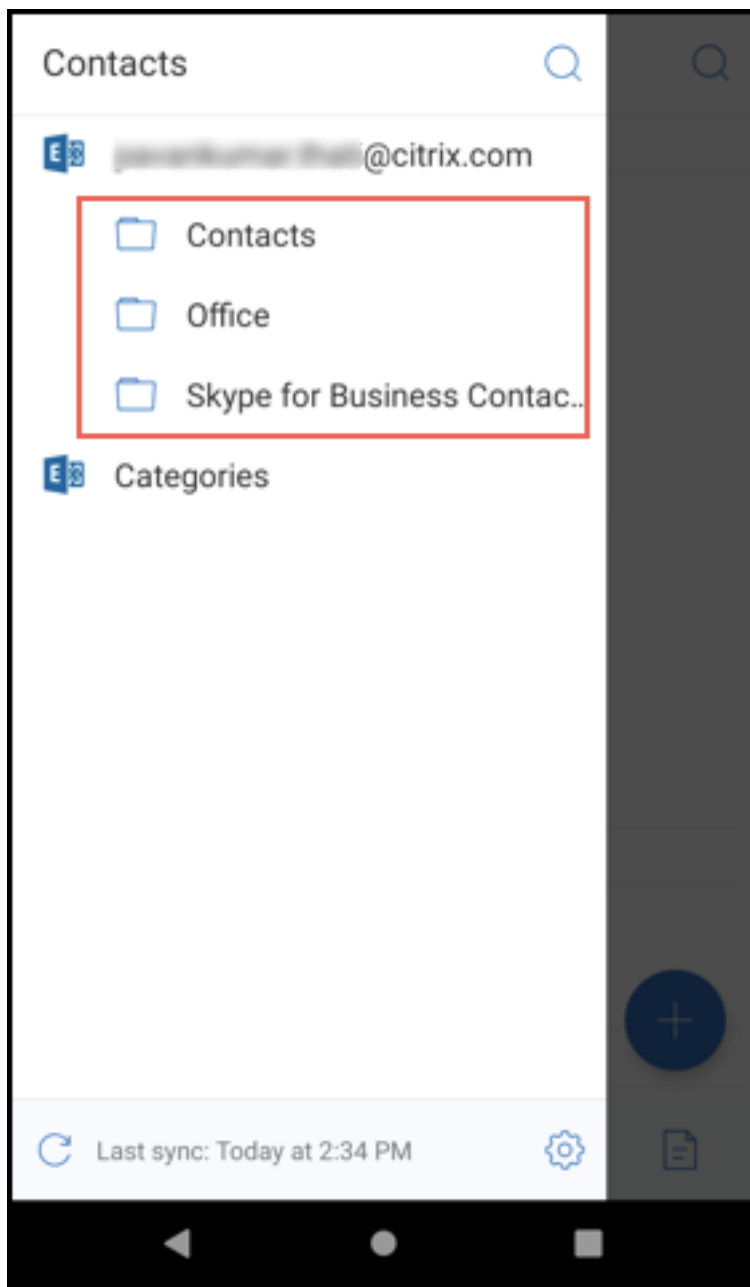 Contacts
@citrix.com
Contacts
Office
Skype for Business Contac..
Categories
Last sync: Today at 2:34 PM